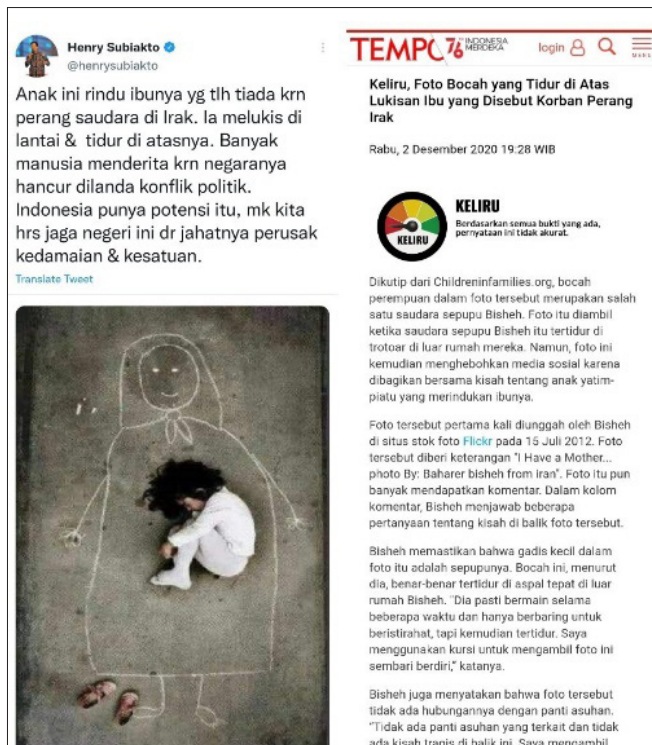 Henry Subiakto
@henrysubiakto
Anak ini rindu ibunya yg tlh tiada krn
perang saudara di Irak. Ia melukis di
lantai & tidur di atasnya. Banyak
manusia menderita krn negaranya
hancur dilanda konflik politik.
Indonesia punya potensi itu, mk kita
hrs jaga negeri ini dr jahatnya perusak
kedamaian & kesatuan.
Translate Tweet
TEMPO 76 INDONESIA
MERDEKA
login
MENU
Keliru, Foto Bocah yang Tidur di Atas
Lukisan Ibu yang Disebut Korban Perang
Irak
Rabu, 2 Desember 2020 19:28 WIB
KELIRU
KELIRU
Berdasarkan semua bukti yang ada,
pernyataan ini tidak akurat.
Dikutip dari Childreninfamilies.org, bocah
perempuan dalam foto tersebut merupakan salah
satu saudara sepupu Bisheh. Foto itu diambil
ketika saudara sepupu Bisheh itu tertidur di
trotoar di luar rumah mereka. Namun, foto ini
kemudian menghebohkan media sosial karena
dibagikan bersama kisah tentang anak yatim-
piatu yang merindukan ibunya.
Foto tersebut pertama kali diunggah oleh Bisheh
di situs stok foto Flickr pada 15 Juli 2012. Foto
tersebut diberi keterangan "I Have a Mother...
photo By: Baharer bisheh from iran". Foto itu pun
banyak mendapatkan komentar. Dalam kolom
komentar, Bisheh menjawab beberapa
pertanyaan tentang kisah di balik foto tersebut.
Bisheh memastikan bahwa gadis kecil dalam
foto itu adalah sepupunya. Bocah ini, menurut
dia, benar-benar tertidur di aspal tepat di luar
rumah Bisheh. "Dia pasti bermain selama
beberapa waktu dan hanya berbaring untuk
beristirahat, tapi kemudian tertidur. Saya
menggunakan kursi untuk mengambil foto ini
sembari berdiri," katanya.
Bisheh juga menyatakan bahwa foto tersebut
tidak ada hubungannya dengan panti asuhan.
"Tidak ada panti asuhan yang terkait dan tidak
ada kisah tragis di balik ini. Saya mengambil